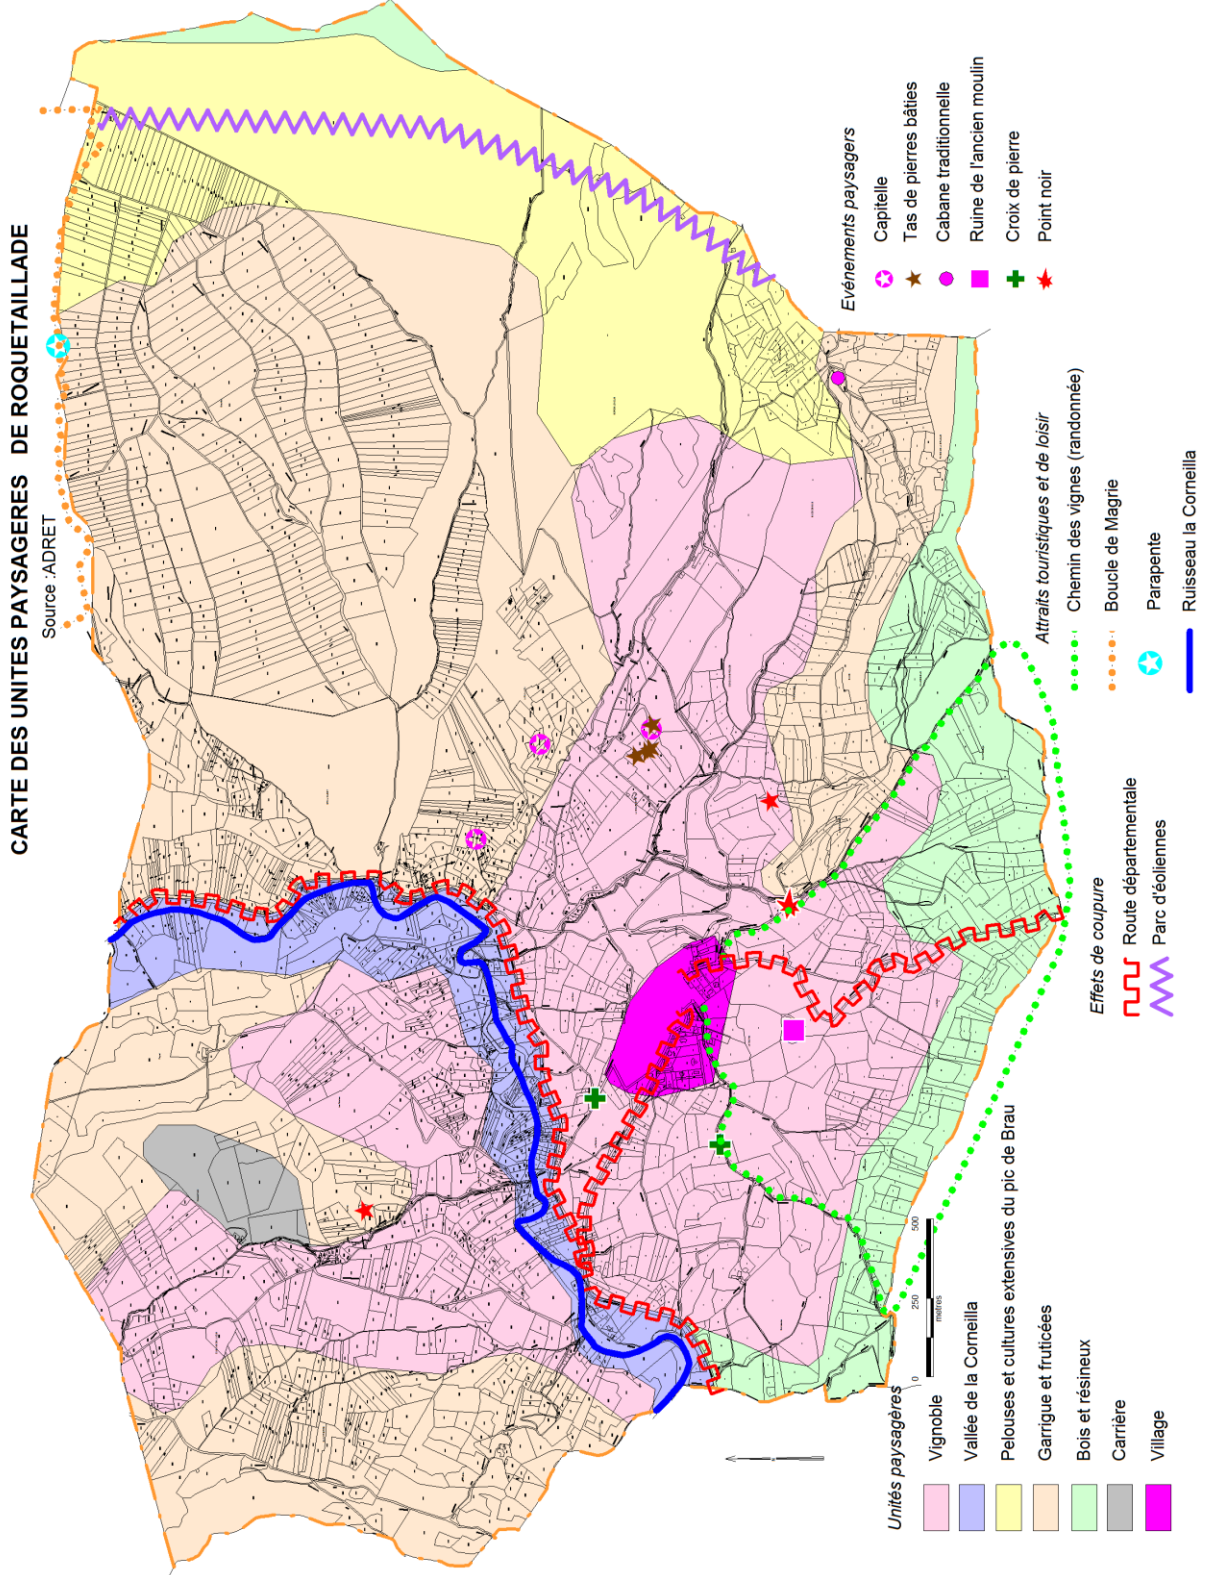 CARTE DES UNITES PAYSAGERES DE ROQUETAILLADE
Source : ADRET
Unités paysagères
Vignoble
Vallée de la Corneilla
Pelouses et cultures extensives du pic de Brau
Garrigue et fruticées
Bois et résineux
Carrière
Village
0
250
500
mètres
Effets de coupure
Route départementale
Parc d'éoliennes
Attraits touristiques et de loisir
Chemin des vignes (randonnée)
Boucle de Magrie
Parapente
Ruisseau la Corneilla
Evénements paysagers
Capitelle
Tas de pierres bâties
Cabane traditionnelle
Ruine de l'ancien moulin
Croix de pierre
Point noir